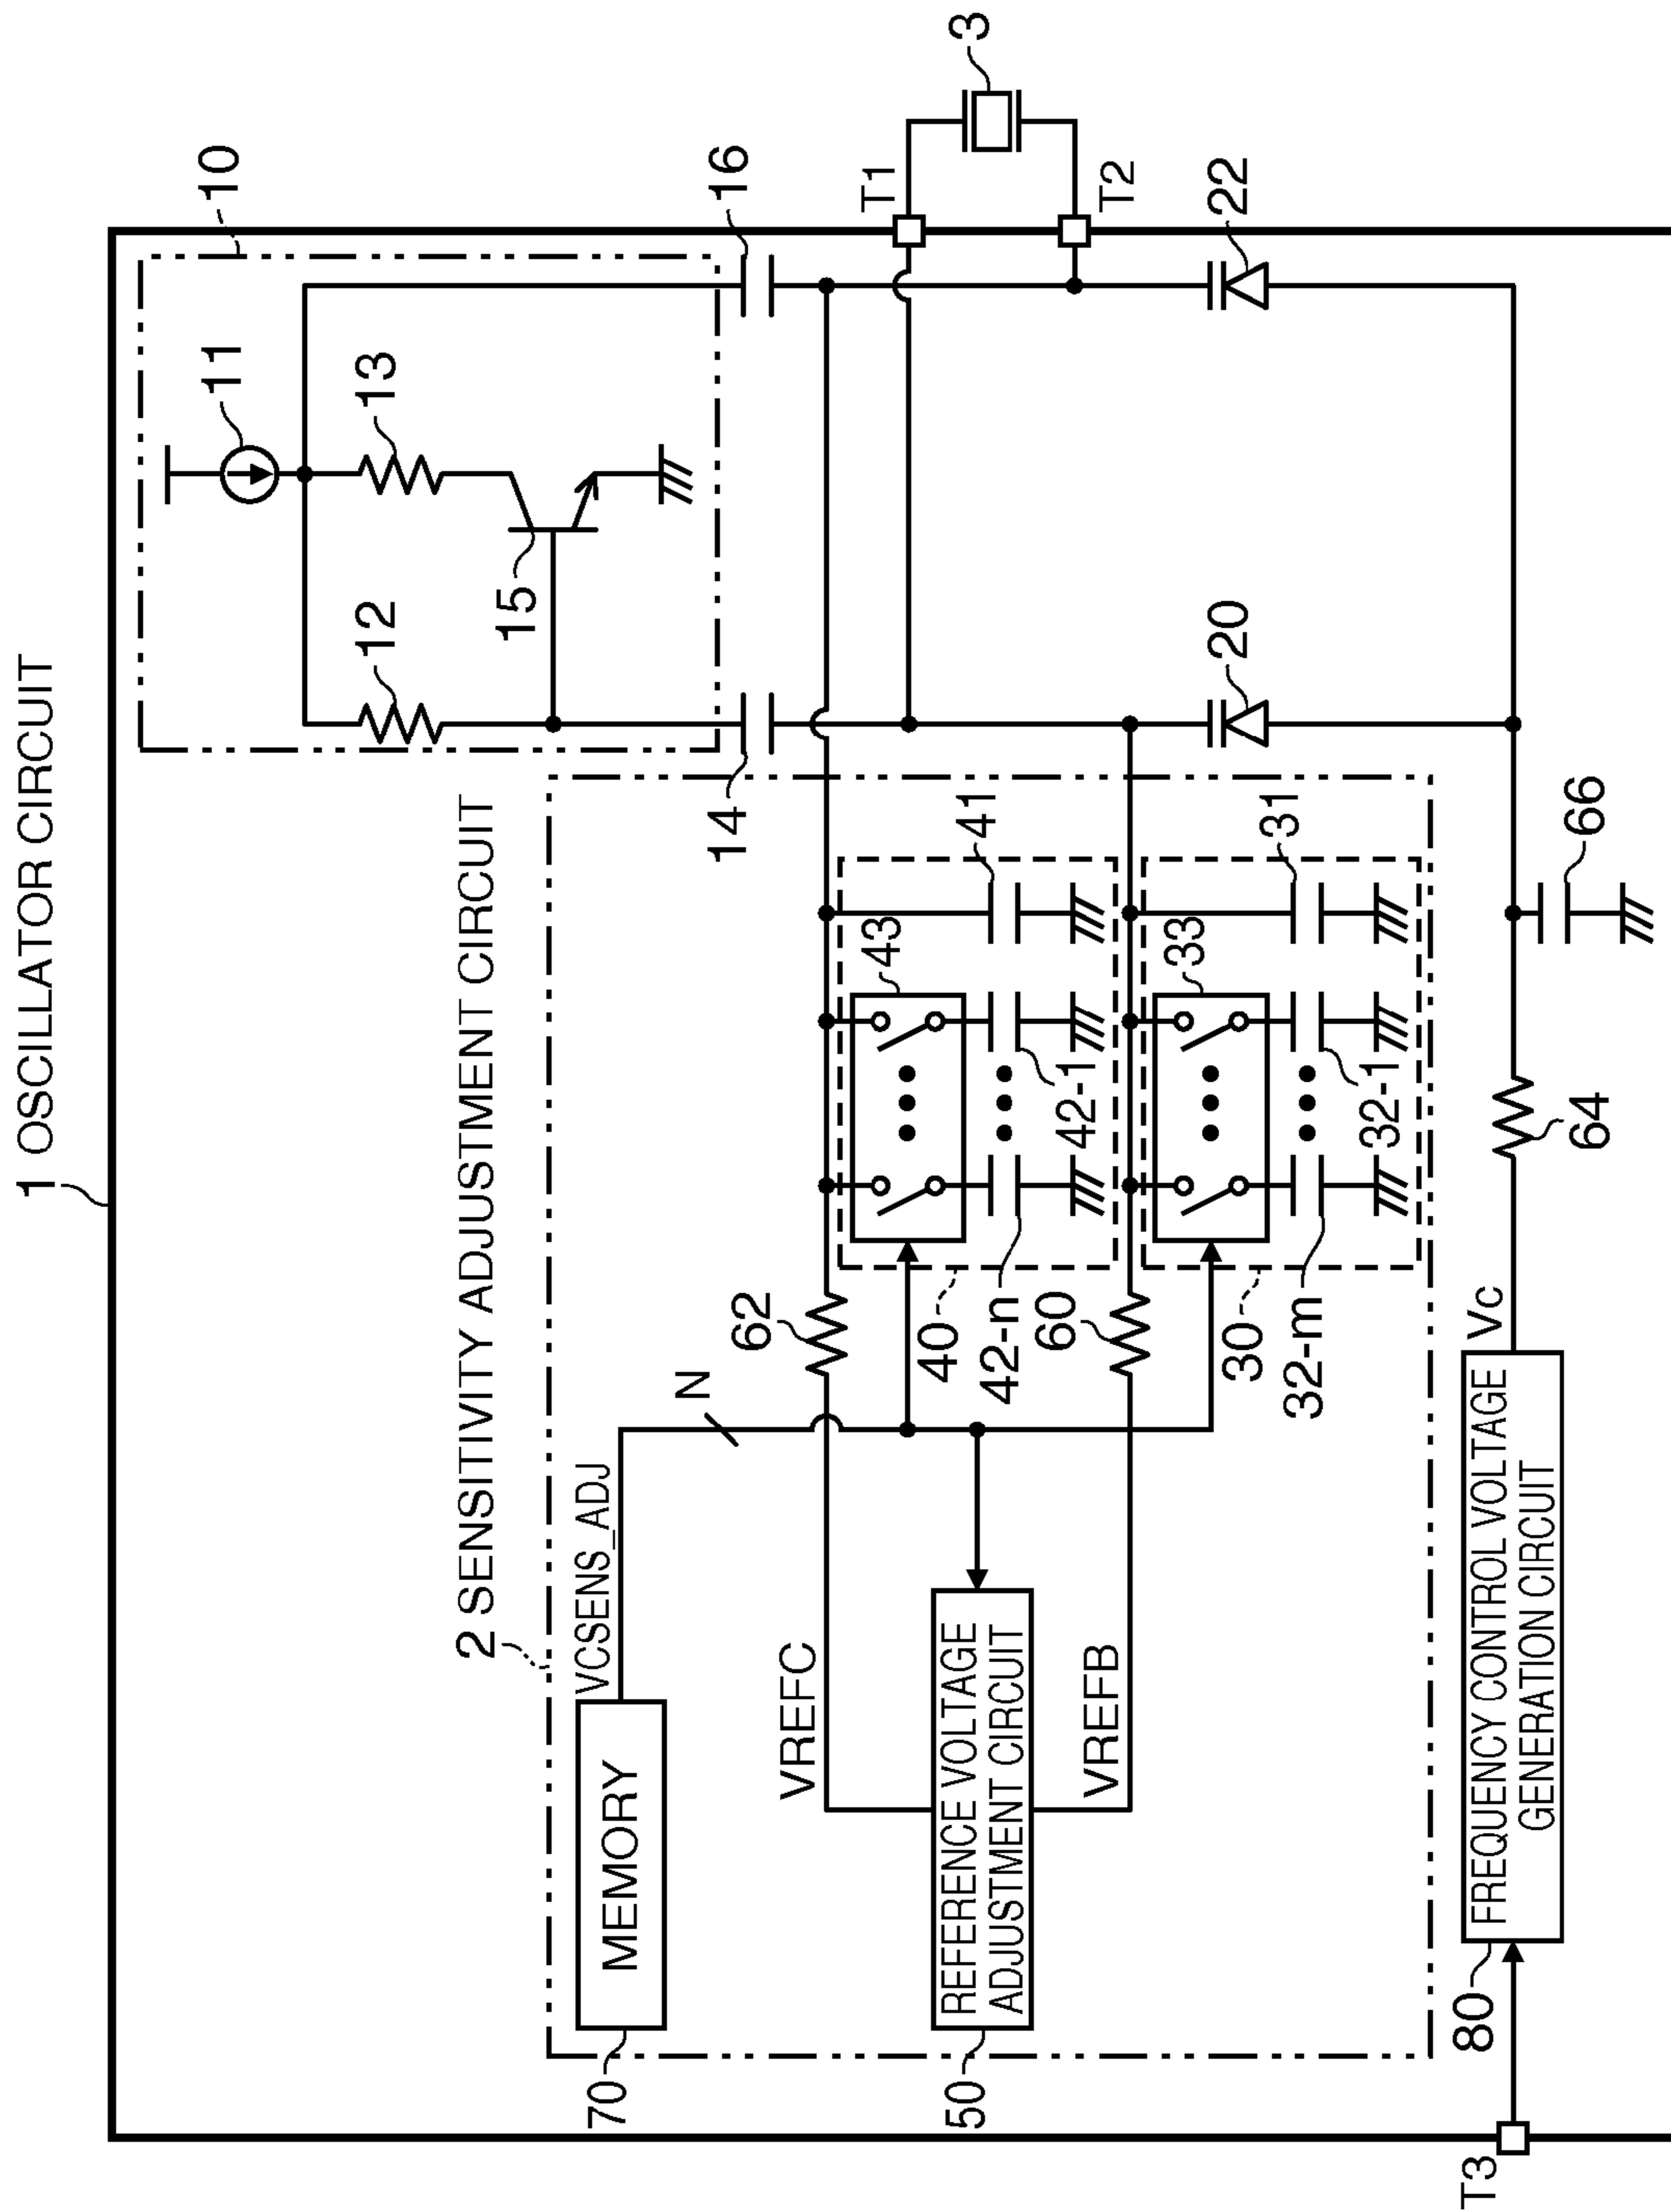 1 OSCILLATOR CIRCUIT
10
11
12
13
15
14
16
2 SENSITIVITY ADJUSTMENT CIRCUIT
70
MEMORY
VCSENS_ADJ
N
VREFC
62
43
41
T1
3
T2
40
42-n
42-1
50
REFERENCE VOLTAGE
ADJUSTMENT CIRCUIT
VREFB
60
33
31
20
22
30
32-m
32-1
T3
80
FREQUENCY CONTROL VOLTAGE
GENERATION CIRCUIT
Vc
64
66